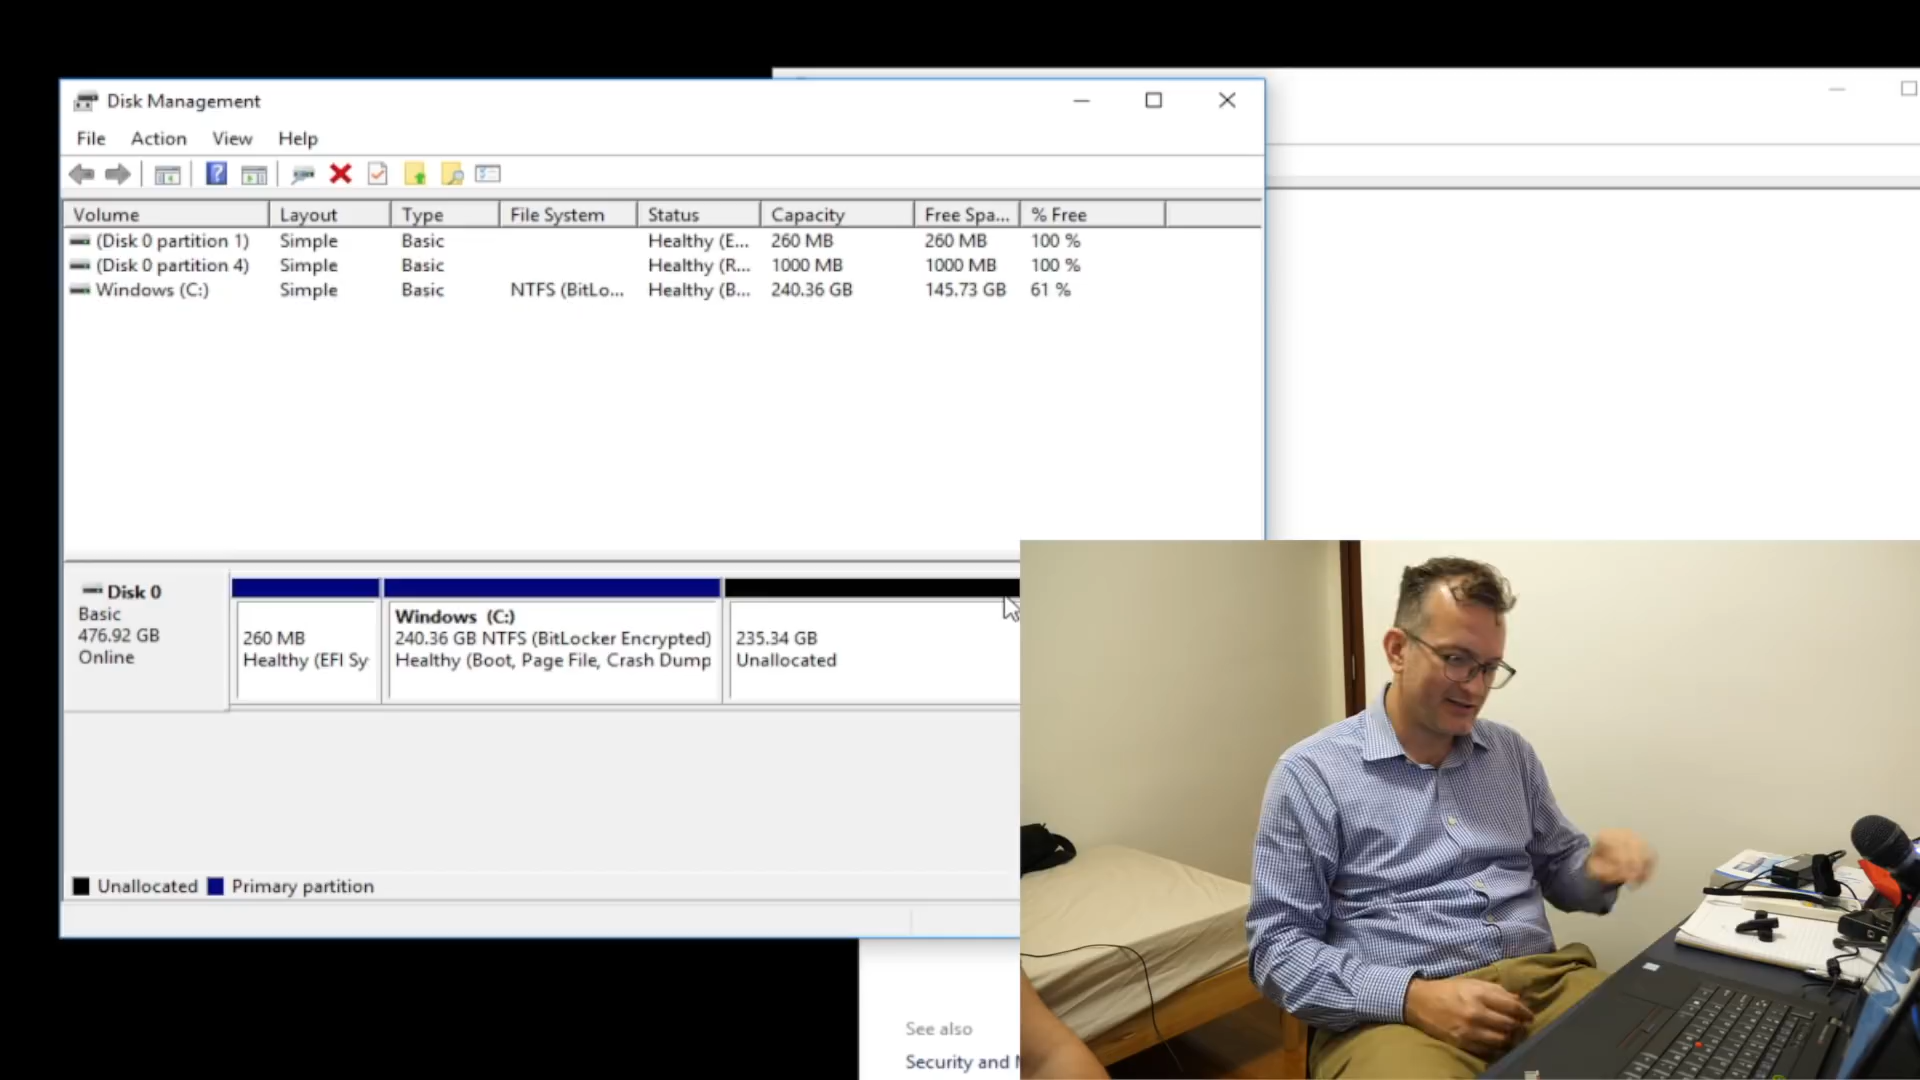 Disk Management
File Action View Help
Volume Layout Type File System Status Capacity Free Spa... % Free
(Disk 0 partition 1) Simple Basic Healthy (E... 260 MB 260 MB 100 %
(Disk 0 partition 4) Simple Basic Healthy (R... 1000 MB 1000 MB 100 %
Windows (C:) Simple Basic NTFS (BitLo... Healthy (B... 240.36 GB 145.73 GB 61 %
Disk 0
Basic
476.92 GB
Online
260 MB
Healthy (EFI Sy
Windows (C:)
240.36 GB NTFS (BitLocker Encrypted)
Healthy (Boot, Page File, Crash Dump
235.34 GB
Unallocated
Unallocated Primary partition
See also
Security and